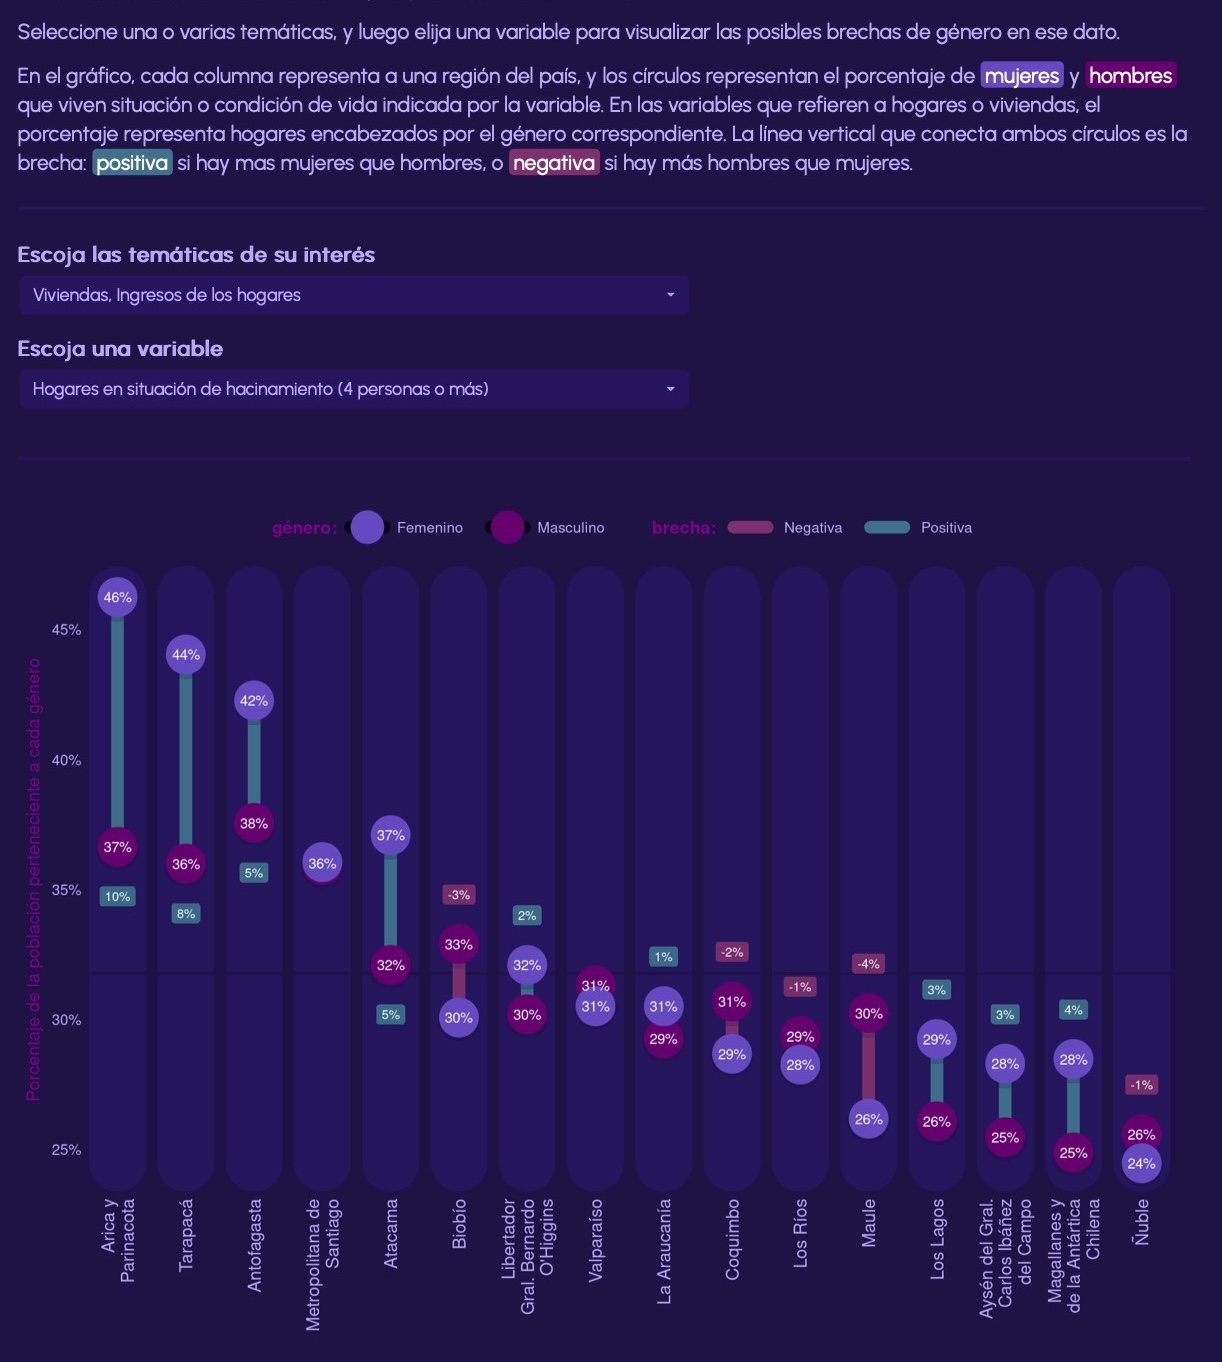 Seleccione una o varias temáticas, y luego elija una variable para visualizar las posibles brechas de género en ese dato.
En el gráfico, cada columna representa a una región del país, y los círculos representan el porcentaje de mujeres y hombres
que viven situación o condición de vida indicada por la variable. En las variables que refieren a hogares o viviendas, el
porcentaje representa hogares encabezados por el género correspondiente. La línea vertical que conecta ambos círculos es la
brecha: positiva si hay mas mujeres que hombres, o negativa si hay más hombres que mujeres.
Escoja las temáticas de su interés
Viviendas, Ingresos de los hogares
Escoja una variable
Hogares en situación de hacinamiento (4 personas o más)
género: Femenino Masculino brecha: Negativa Positiva
Porcentaje de la población perteneciente a cada género
45%
40%
35%
30%
25%
46%
37%
10%
44%
36%
8%
42%
38%
5%
36%
37%
32%
5%
-3%
33%
30%
2%
32%
30%
31%
31%
1%
31%
29%
-2%
31%
29%
-1%
29%
28%
-4%
30%
26%
3%
29%
26%
3%
28%
25%
4%
28%
25%
-1%
26%
24%
Arica y
Parinacota
Tarapacá
Antofagasta
Metropolitana de
Santiago
Atacama
Biobío
Libertador
Gral. Bernardo
O'Higgins
Valparaíso
La Araucanía
Coquimbo
Los Ríos
Maule
Los Lagos
Aysén del Gral.
Carlos Ibáñez
del Campo
Magallanes y
de la Antártica
Chilena
Ñuble